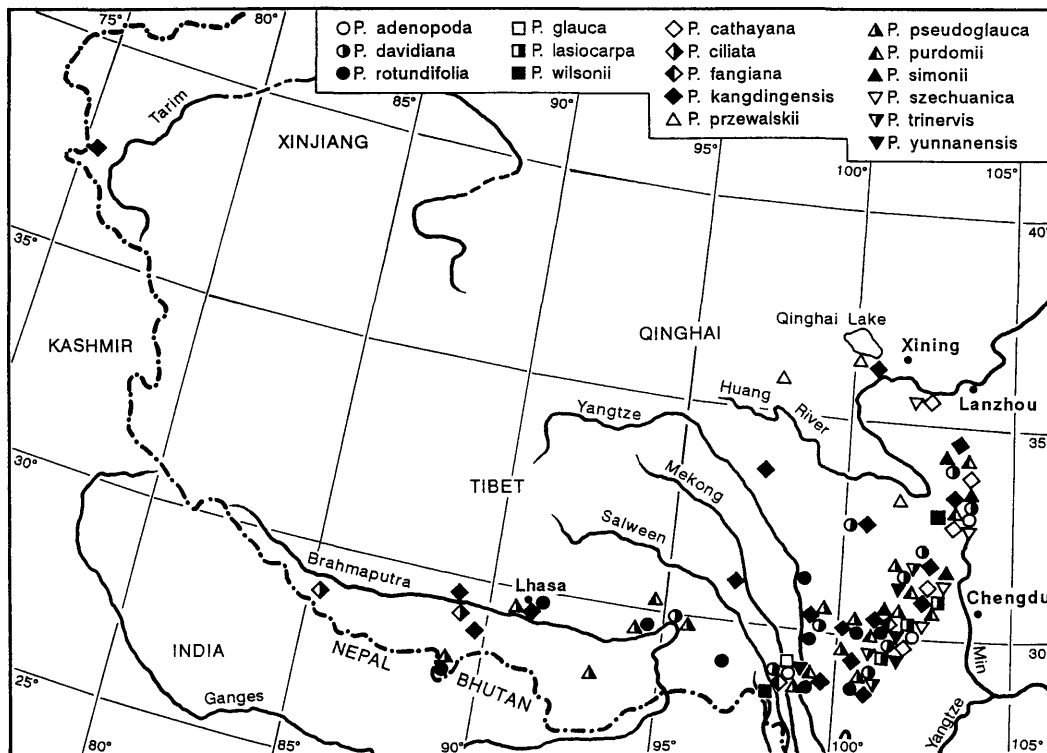 75°
80°
P. adenopoda
P. davidiana
P. rotundifolia
P. glauca
P. lasiocarpa
P. wilsonii
P. cathayana
P. ciliata
P. fangiana
P. kangdingensis
P. przewalskii
P. pseudoglauca
P. purdomii
P. simonii
P. szechuanica
P. trinervis
P. yunnanensis
Tarim
85°
90°
XINJIANG
95°
100°
105°
35°
40°
KASHMIR
QINGHAI
Qinghai Lake
Xining
Huang
River
Lanzhou
Yangtze
35°
30°
TIBET
Mekong
Salween
Brahmaputra
Lhasa
Chengdu
INDIA
NEPAL
BHUTAN
30°
Min
25°
Ganges
Yangtze
80°
85°
90°
95°
100°
105°